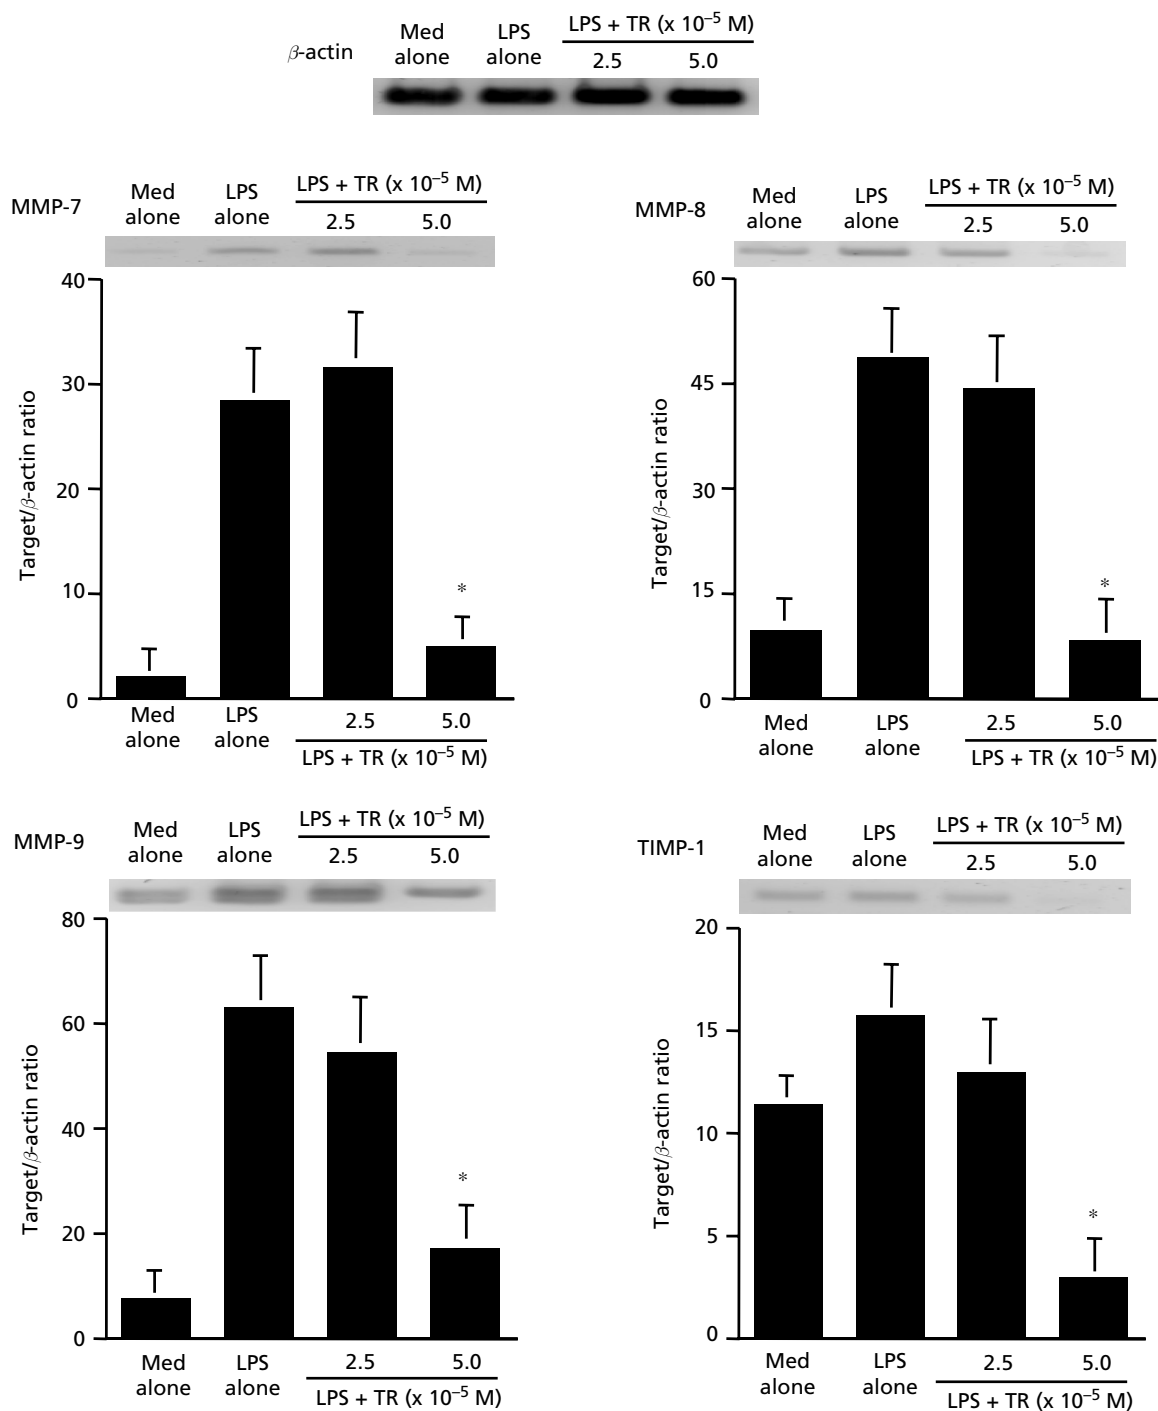 β-actin
Med alone
LPS alone
LPS + TR (x 10⁻⁵ M)
2.5 5.0
MMP-7
Med alone
LPS alone
LPS + TR (x 10⁻⁵ M)
2.5 5.0
40
30
20
10
0
Target/β-actin ratio
*
Med alone
LPS alone
2.5 5.0
LPS + TR (x 10⁻⁵ M)
MMP-8
Med alone
LPS alone
LPS + TR (x 10⁻⁵ M)
2.5 5.0
60
45
30
15
0
Target/β-actin ratio
*
Med alone
LPS alone
2.5 5.0
LPS + TR (x 10⁻⁵ M)
MMP-9
Med alone
LPS alone
LPS + TR (x 10⁻⁵ M)
2.5 5.0
80
60
40
20
0
Target/β-actin ratio
*
Med alone
LPS alone
2.5 5.0
LPS + TR (x 10⁻⁵ M)
TIMP-1
Med alone
LPS alone
LPS + TR (x 10⁻⁵ M)
2.5 5.0
20
15
10
5
0
Target/β-actin ratio
*
Med alone
LPS alone
2.5 5.0
LPS + TR (x 10⁻⁵ M)